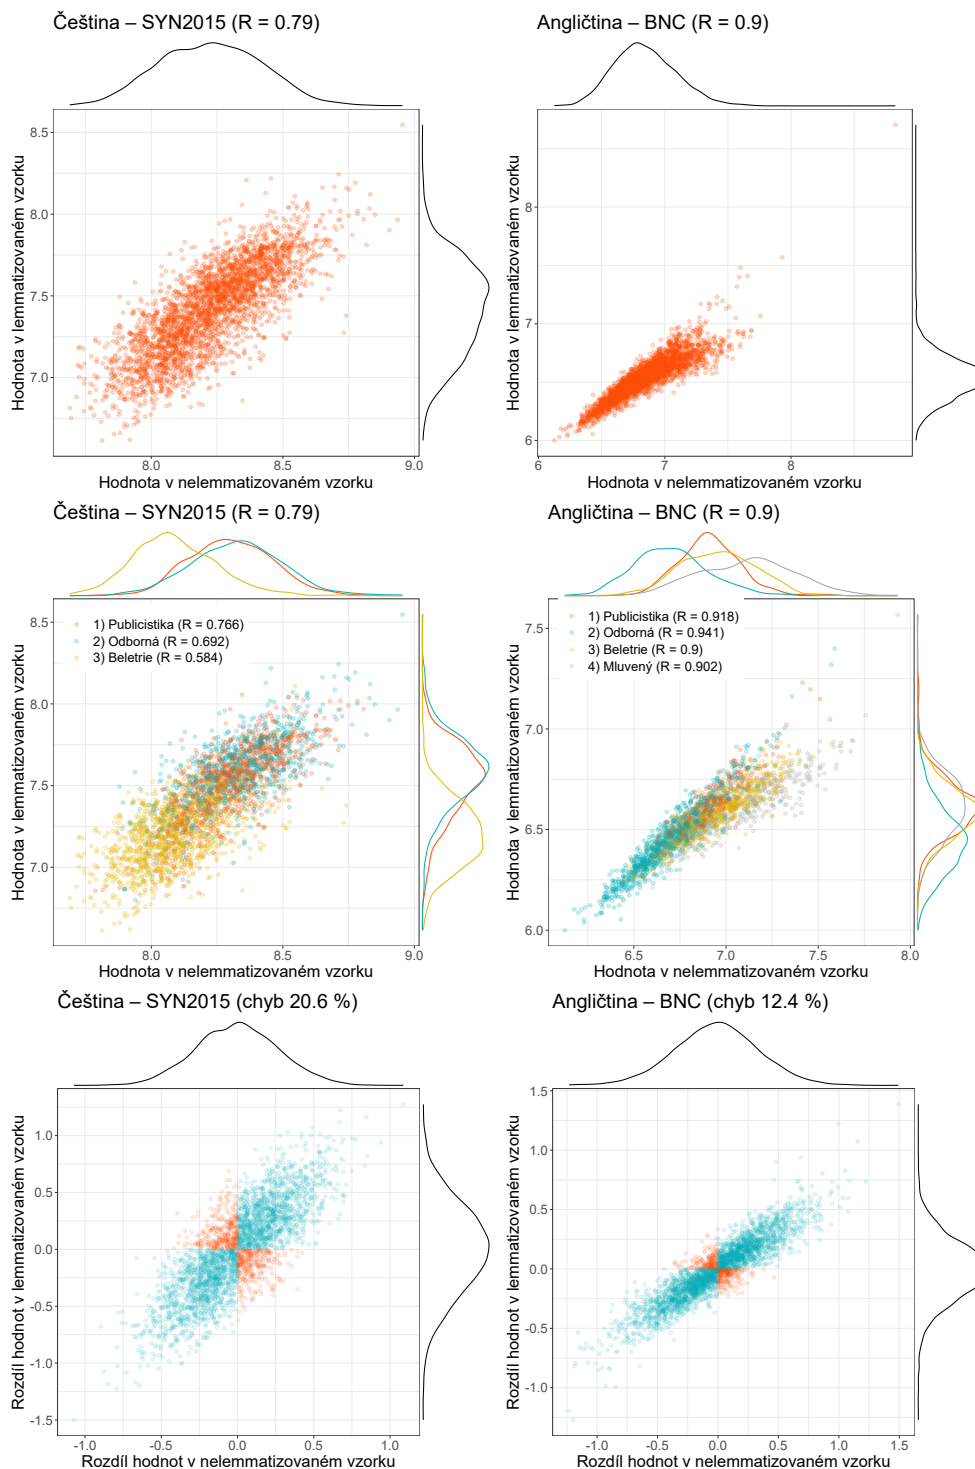 Čeština – SYN2015 (R = 0.79)
Hodnota v lemmatizovaném vzorku
8.5
8.0
7.5
7.0
8.0 8.5 9.0
Hodnota v nelemmatizovaném vzorku
Angličtina – BNC (R = 0.9)
Hodnota v lemmatizovaném vzorku
8
7
6
6 7 8
Hodnota v nelemmatizovaném vzorku
Čeština – SYN2015 (R = 0.79)
1) Publicistika (R = 0.766)
2) Odborná (R = 0.692)
3) Beletrie (R = 0.584)
Hodnota v lemmatizovaném vzorku
8.5
8.0
7.5
7.0
8.0 8.5 9.0
Hodnota v nelemmatizovaném vzorku
Angličtina – BNC (R = 0.9)
1) Publicistika (R = 0.918)
2) Odborná (R = 0.941)
3) Beletrie (R = 0.9)
4) Mluvený (R = 0.902)
Hodnota v lemmatizovaném vzorku
7.5
7.0
6.5
6.0
6.5 7.0 7.5 8.0
Hodnota v nelemmatizovaném vzorku
Čeština – SYN2015 (chyb 20.6 %)
Rozdíl hodnot v lemmatizovaném vzorku
1.0
0.5
0.0
-0.5
-1.0
-1.5
-1.0 -0.5 0.0 0.5 1.0
Rozdíl hodnot v nelemmatizovaném vzorku
Angličtina – BNC (chyb 12.4 %)
Rozdíl hodnot v lemmatizovaném vzorku
1.5
1.0
0.5
0.0
-0.5
-1.0
-1.0 -0.5 0.0 0.5 1.0 1.5
Rozdíl hodnot v nelemmatizovaném vzorku